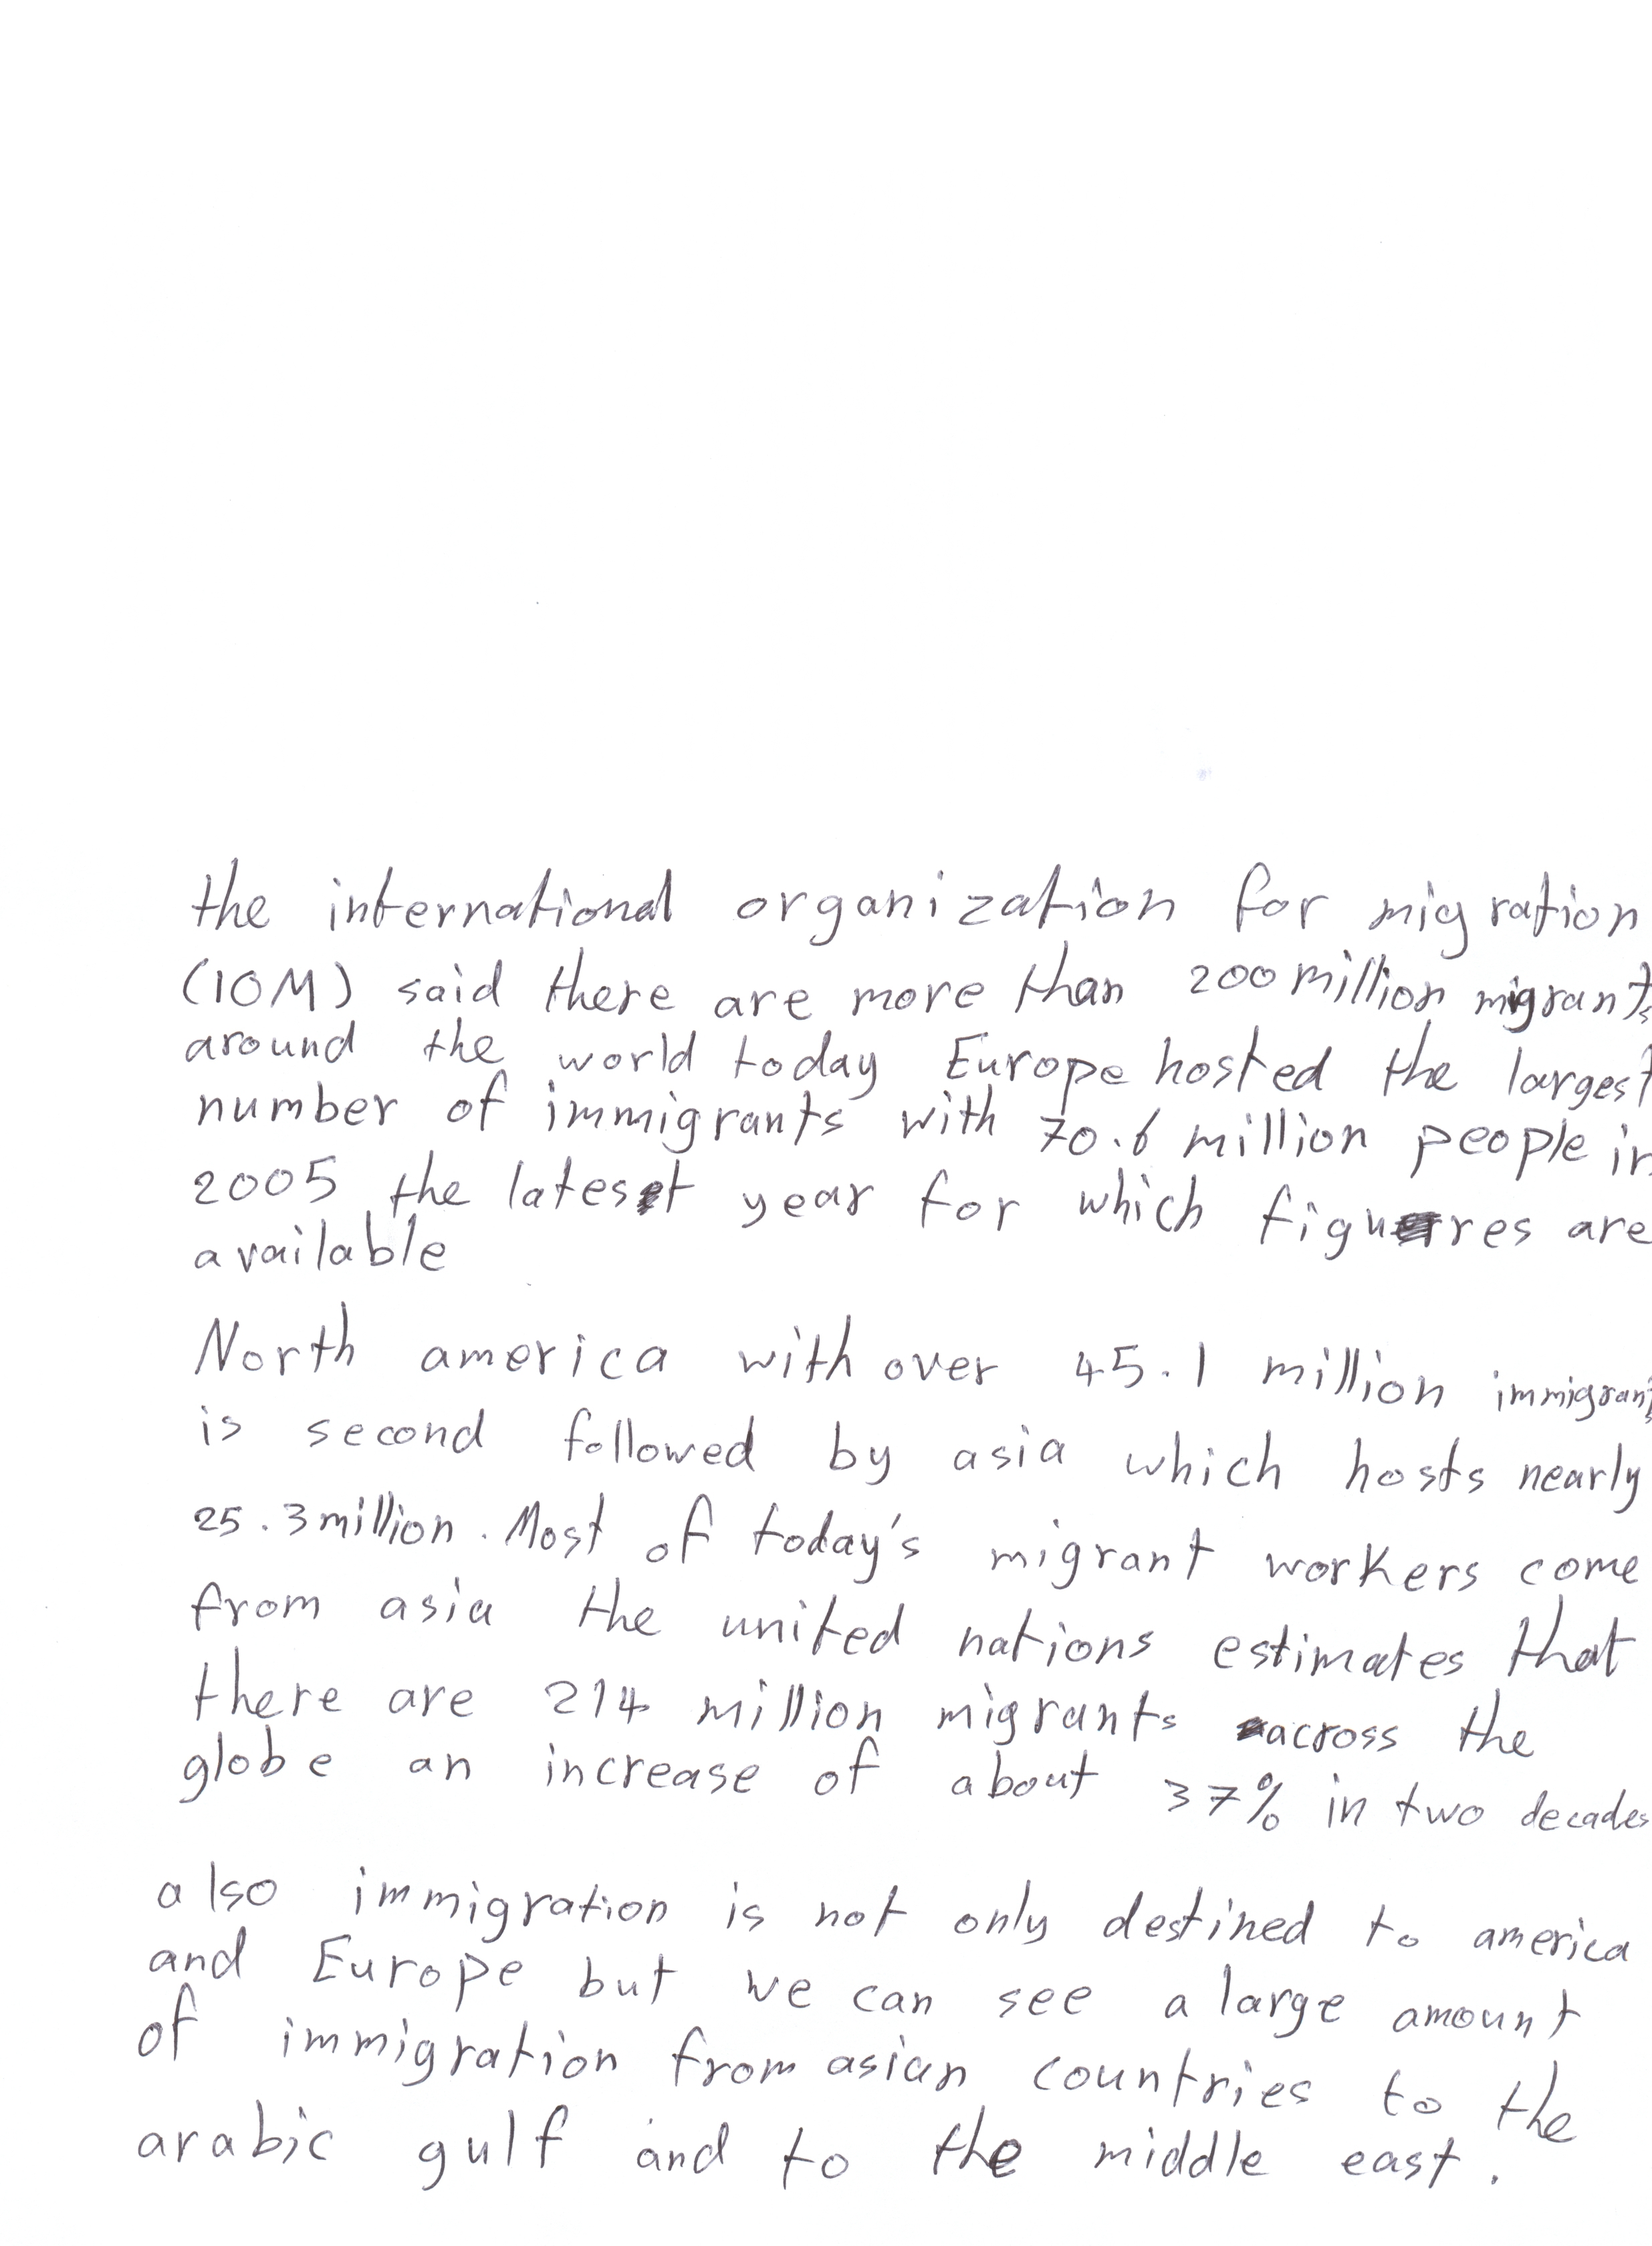 the international organization for migration
(IOM) said there are more than 200 million migrants
around the world today Europe hosted the largest
number of immigrants with 70.6 million people in
2005 the latest year for which figures are
available
North america with over 45.1 million immigrants
is second followed by asia which hosts nearly
25.3 million. Most of today's migrant workers come
from asia the united nations estimates that
there are 214 million migrants across the
globe an increase of about 37% in two decades
also immigration is not only destined to america
and Europe but we can see a large amount
of immigration from asian countries to the
arabic gulf and to the middle east.